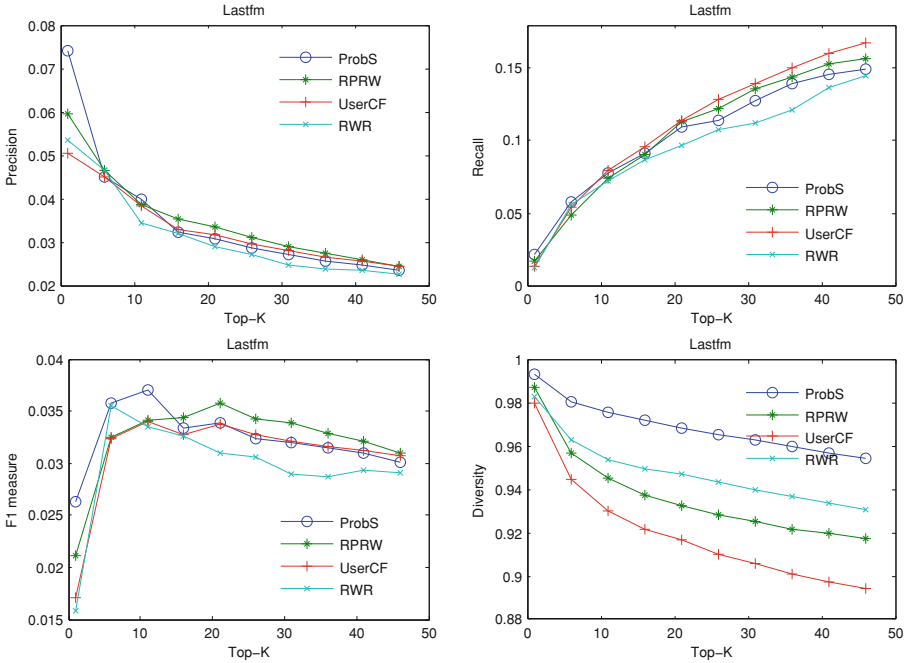 Lastfm
0.08
0.07
0.06
0.05
0.04
0.03
0.02
Precision
0 10 20 30 40 50
Top-K
ProbS
RPRW
UserCF
RWR
Lastfm
0.15
0.1
0.05
0
Recall
0 10 20 30 40 50
Top-K
ProbS
RPRW
UserCF
RWR
Lastfm
0.04
0.035
0.03
0.025
0.02
0.015
F1 measure
0 10 20 30 40 50
Top-K
ProbS
RPRW
UserCF
RWR
Lastfm
1
0.98
0.96
0.94
0.92
0.9
0.88
Diversity
0 10 20 30 40 50
Top-K
ProbS
RPRW
UserCF
RWR